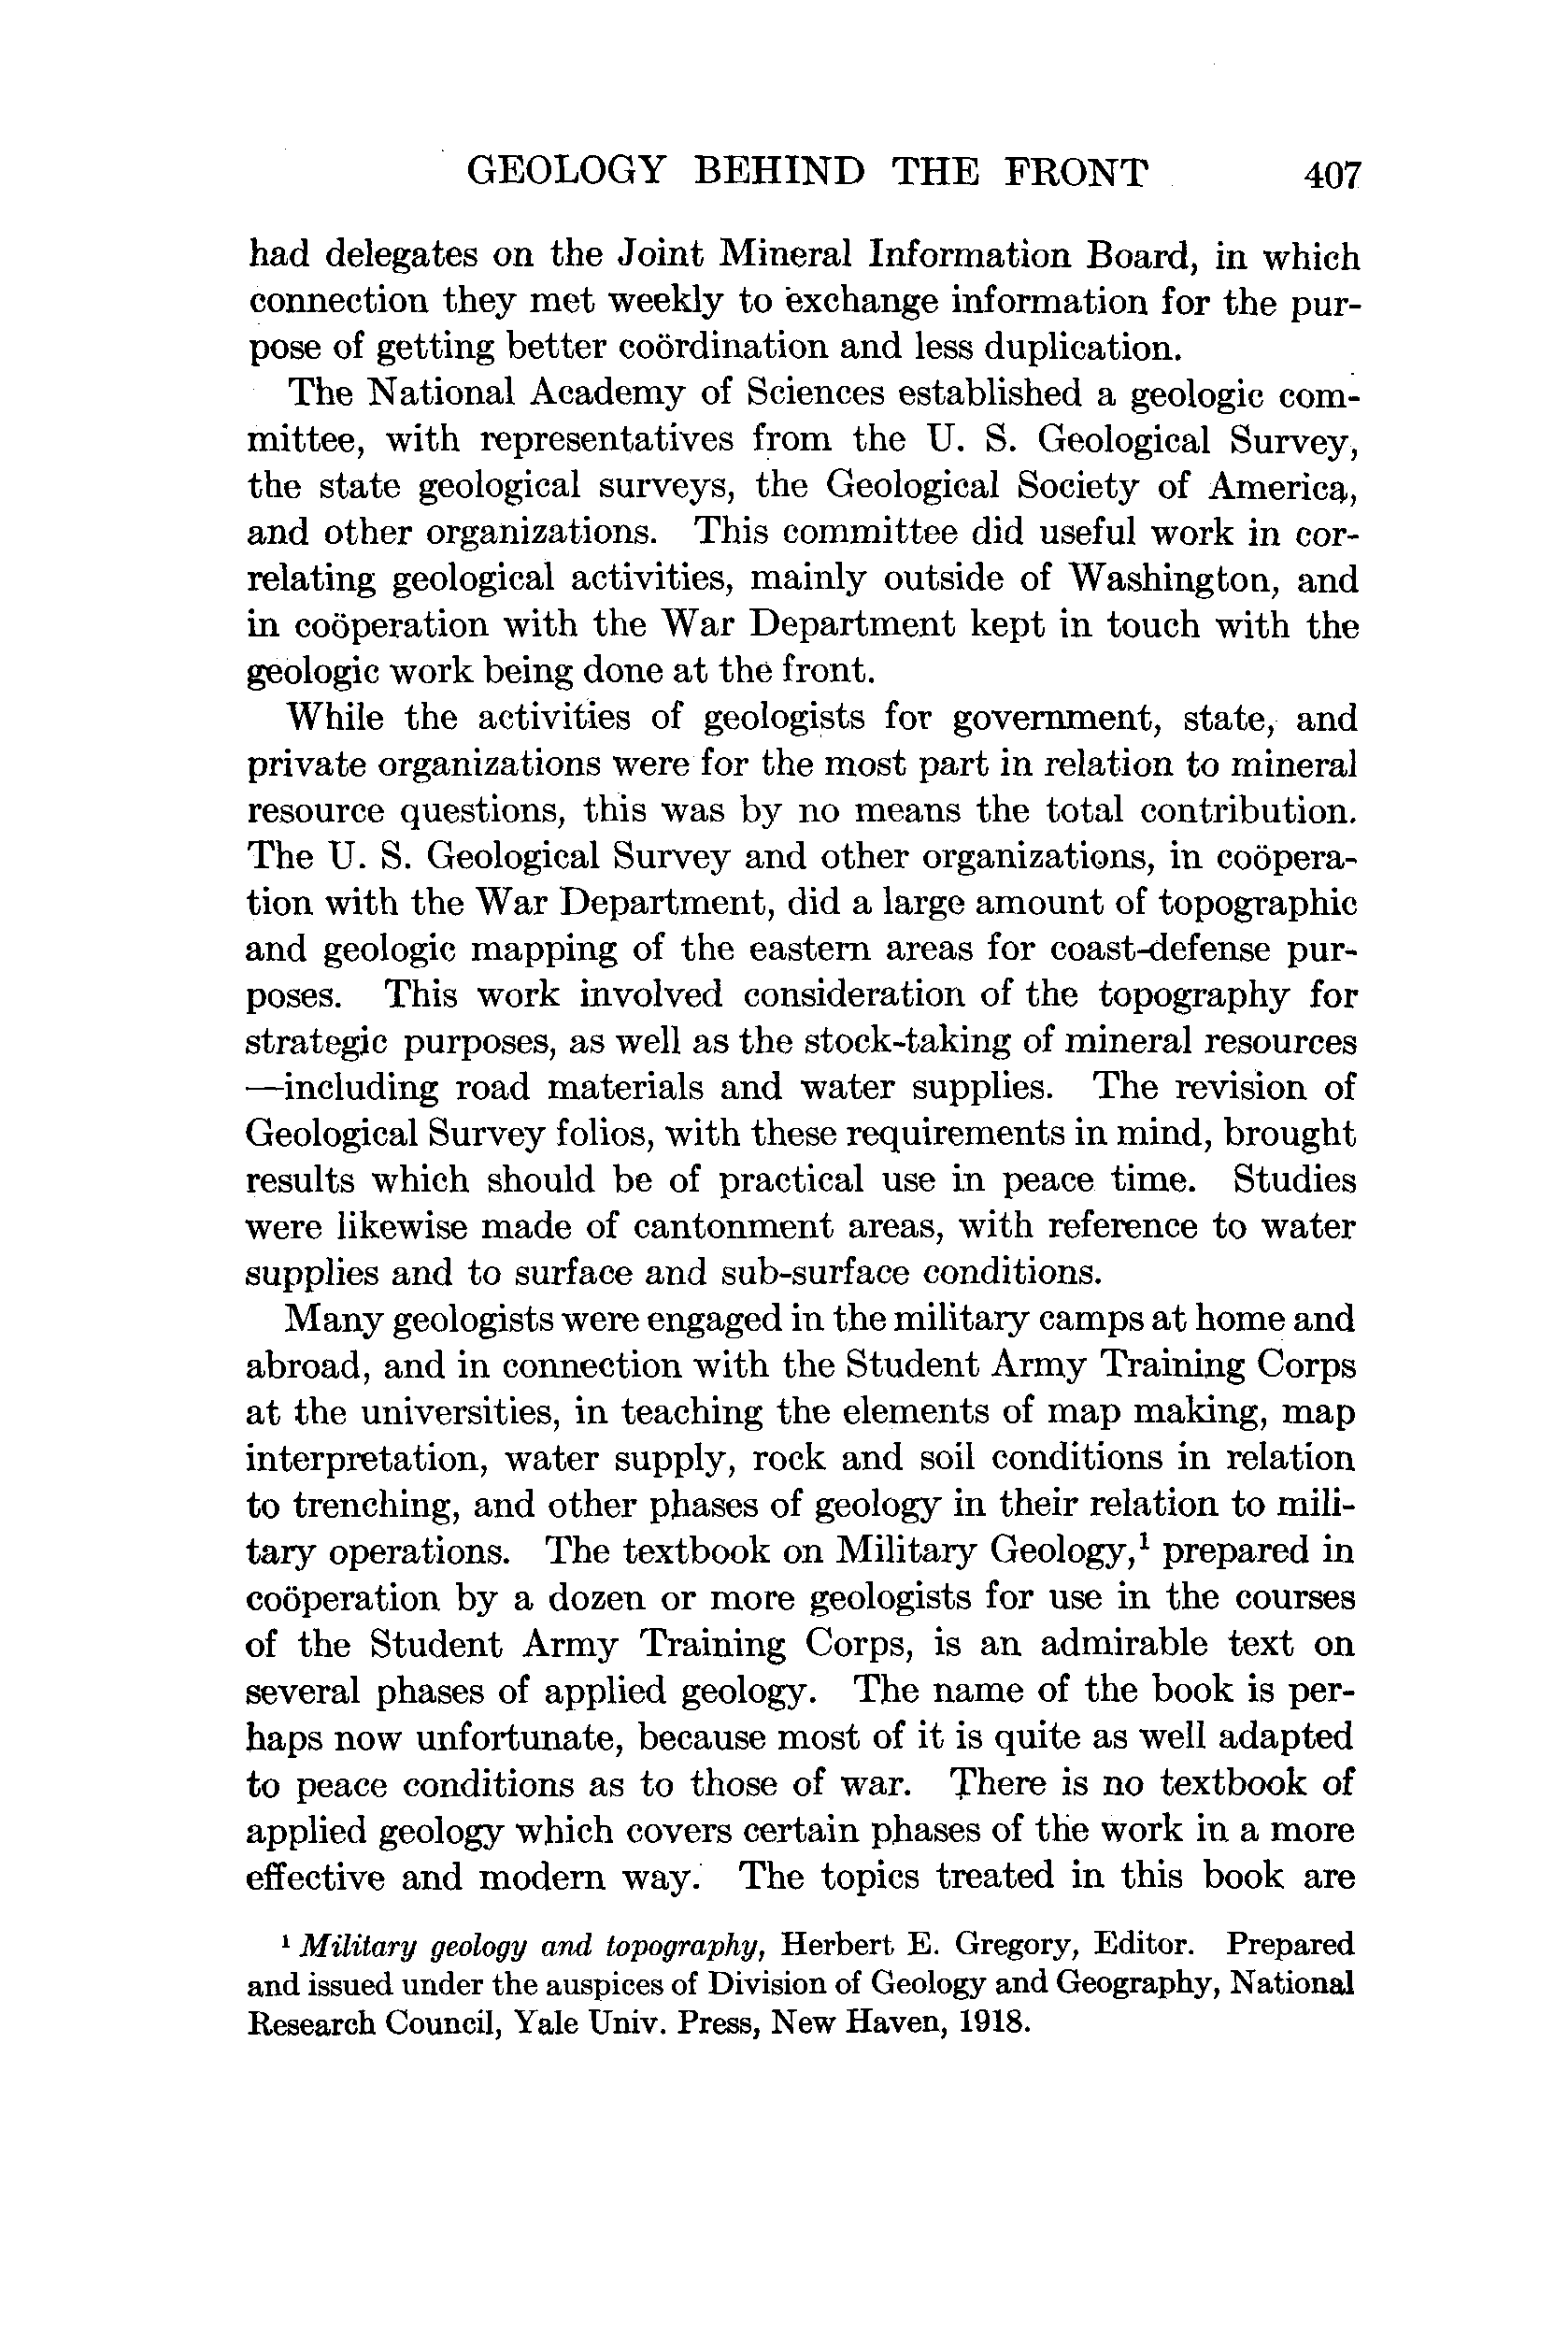 GEOLOGY BEHIND THE FRONT 407
had delegates on the Joint Mineral Information Board, in which
connection they met weekly to exchange information for the pur-
pose of getting better coördination and less duplication.
The National Academy of Sciences established a geologic com-
mittee, with representatives from the U. S. Geological Survey,
the state geological surveys, the Geological Society of America,
and other organizations. This committee did useful work in cor-
relating geological activities, mainly outside of Washington, and
in coöperation with the War Department kept in touch with the
geologic work being done at the front.
While the activities of geologists for government, state, and
private organizations were for the most part in relation to mineral
resource questions, this was by no means the total contribution.
The U. S. Geological Survey and other organizations, in coöpera-
tion with the War Department, did a large amount of topographic
and geologic mapping of the eastern areas for coast-defense pur-
poses. This work involved consideration of the topography for
strategic purposes, as well as the stock-taking of mineral resources
—including road materials and water supplies. The revision of
Geological Survey folios, with these requirements in mind, brought
results which should be of practical use in peace time. Studies
were likewise made of cantonment areas, with reference to water
supplies and to surface and sub-surface conditions.
Many geologists were engaged in the military camps at home and
abroad, and in connection with the Student Army Training Corps
at the universities, in teaching the elements of map making, map
interpretation, water supply, rock and soil conditions in relation
to trenching, and other phases of geology in their relation to mili-
tary operations. The textbook on Military Geology,¹ prepared in
coöperation by a dozen or more geologists for use in the courses
of the Student Army Training Corps, is an admirable text on
several phases of applied geology. The name of the book is per-
haps now unfortunate, because most of it is quite as well adapted
to peace conditions as to those of war. There is no textbook of
applied geology which covers certain phases of the work in a more
effective and modern way. The topics treated in this book are
¹ Military geology and topography, Herbert E. Gregory, Editor. Prepared
and issued under the auspices of Division of Geology and Geography, National
Research Council, Yale Univ. Press, New Haven, 1918.